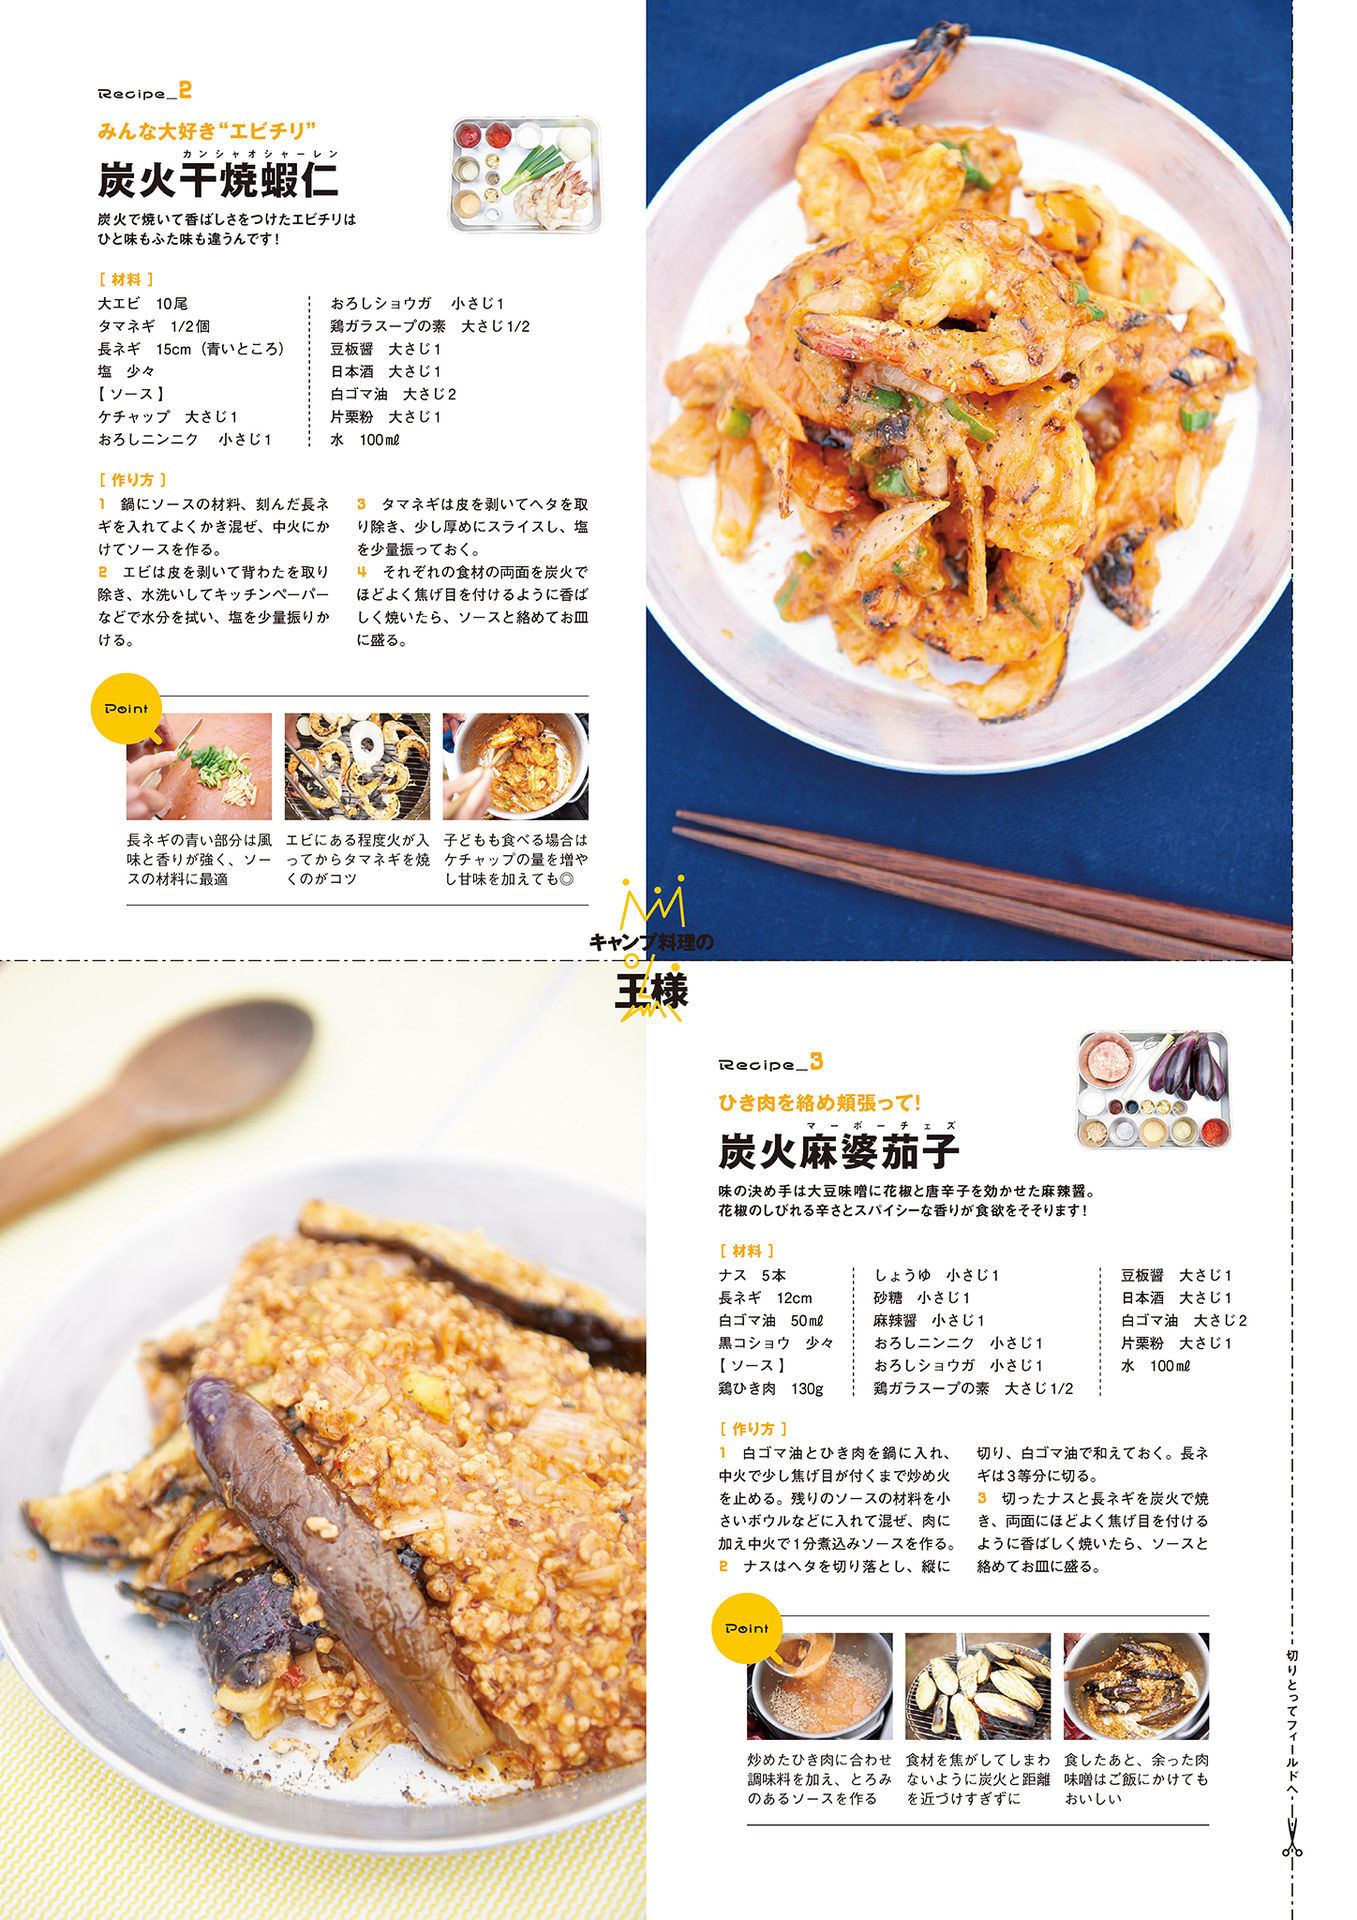 Recipe_2
みんな大好き“エビチリ”
カンシャオシャーレン
炭火干焼蝦仁
炭火で焼いて香ばしさをつけたエビチリは
ひと味もふた味も違うんです！
［ 材料 ］
大エビ　10尾
タマネギ　1/2個
長ネギ　15cm（青いところ）
塩　少々
【 ソース 】
ケチャップ　大さじ1
おろしニンニク　小さじ1
おろしショウガ　小さじ1
鶏ガラスープの素　大さじ1/2
豆板醤　大さじ1
日本酒　大さじ1
白ゴマ油　大さじ2
片栗粉　大さじ1
水　100㎖
［ 作り方 ］
1　鍋にソースの材料、刻んだ長ネ
ギを入れてよくかき混ぜ、中火にか
けてソースを作る。
2　エビは皮を剥いて背わたを取り
除き、水洗いしてキッチンペーパー
などで水分を拭い、塩を少量振りか
ける。
3　タマネギは皮を剥いてヘタを取
り除き、少し厚めにスライスし、塩
を少量振っておく。
4　それぞれの食材の両面を炭火で
ほどよく焦げ目を付けるように香ば
しく焼いたら、ソースと絡めてお皿
に盛る。
Point
長ネギの青い部分は風
味と香りが強く、ソー
スの材料に最適
エビにある程度火が入
ってからタマネギを焼
くのがコツ
子どもも食べる場合は
ケチャップの量を増や
し甘味を加えても◎
キャンプ料理の
王様
Recipe_3
ひき肉を絡め頬張って！
マーボーチェズ
炭火麻婆茄子
味の決め手は大豆味噌に花椒と唐辛子を効かせた麻辣醤。
花椒のしびれる辛さとスパイシーな香りが食欲をそそります！
［ 材料 ］
ナス　5本
長ネギ　12cm
白ゴマ油　50㎖
黒コショウ　少々
【 ソース 】
鶏ひき肉　130g
しょうゆ　小さじ1
砂糖　小さじ1
麻辣醤　小さじ1
おろしニンニク　小さじ1
おろしショウガ　小さじ1
鶏ガラスープの素　大さじ1/2
豆板醤　大さじ1
日本酒　大さじ1
白ゴマ油　大さじ2
片栗粉　大さじ1
水　100㎖
［ 作り方 ］
1　白ゴマ油とひき肉を鍋に入れ、
中火で少し焦げ目が付くまで炒め火
を止める。残りのソースの材料を小
さいボウルなどに入れて混ぜ、肉に
加え中火で1分煮込みソースを作る。
2　ナスはヘタを切り落とし、縦に
切り、白ゴマ油で和えておく。長ネ
ギは3等分に切る。
3　切ったナスと長ネギを炭火で焼
き、両面にほどよく焦げ目を付ける
ように香ばしく焼いたら、ソースと
絡めてお皿に盛る。
Point
炒めたひき肉に合わせ
調味料を加え、とろみ
のあるソースを作る
食材を焦がしてしまわ
ないように炭火と距離
を近づけすぎずに
食したあと、余った肉
味噌はご飯にかけても
おいしい
切りとってフィールドへ